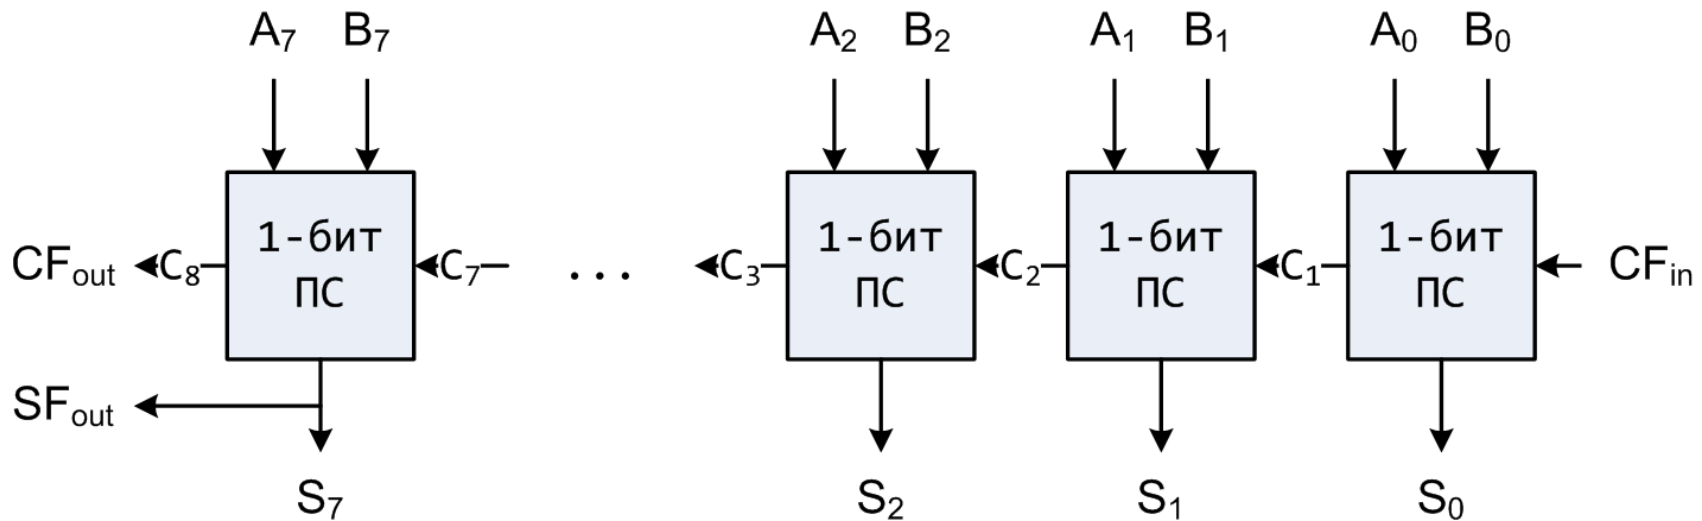 A₇ B₇ A₂ B₂ A₁ B₁ A₀ B₀
1-бит 1-бит 1-бит 1-бит
CFout C₈ C₇ ... C₃ C₂ C₁ CFin
ПС ПС ПС ПС
SFout
S₇ S₂ S₁ S₀